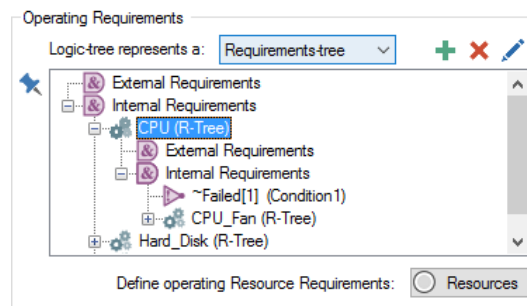 Operating Requirements
Logic-tree represents a: Requirements-tree
& External Requirements
& Internal Requirements
CPU (R-Tree)
& External Requirements
& Internal Requirements
~Failed[1] (Condition1)
CPU_Fan (R-Tree)
Hard_Disk (R-Tree)
Define operating Resource Requirements: Resources